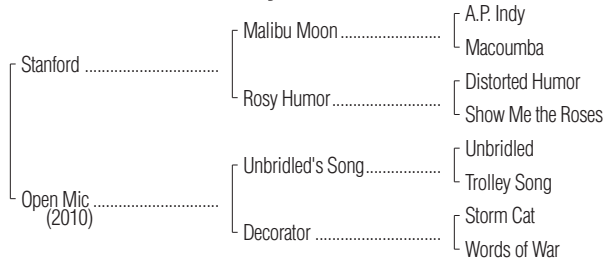 A.P. Indy
Malibu Moon
Macoumba
Stanford
Distorted Humor
Rosy Humor
Show Me the Roses
Unbridled
Unbridled's Song
Trolley Song
Open Mic
(2010)
Storm Cat
Decorator
Words of War